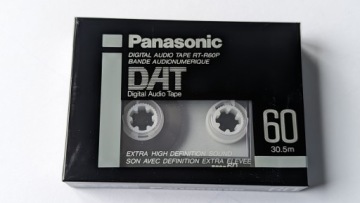 Panasonic
DIGITAL AUDIO TAPE RT-R60P
BANDE AUDIONUMERIQUE
DAT
Digital Audio Tape
60
30.5m
EXTRA HIGH DEFINITION SOUND
SON AVEC DEFINITION EXTRA ELEVEE